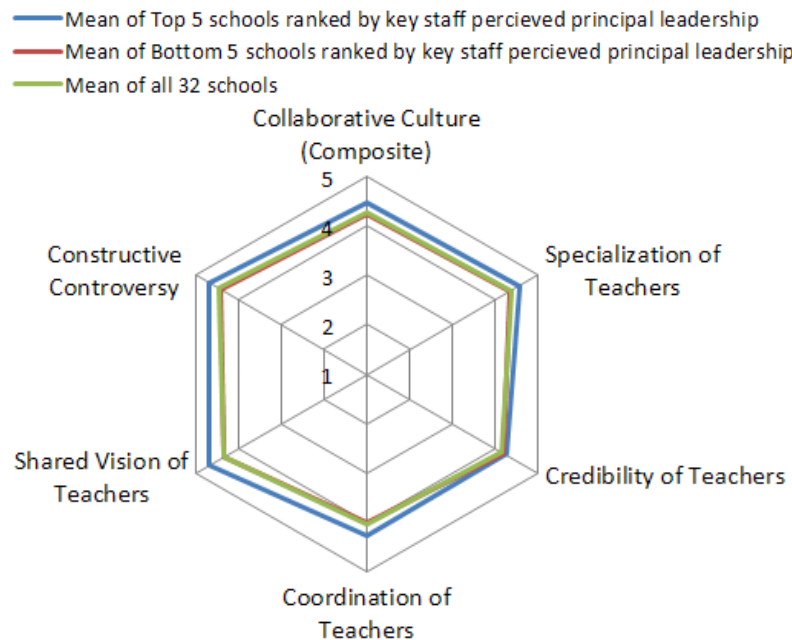 Mean of Top 5 schools ranked by key staff percieved principal leadership
Mean of Bottom 5 schools ranked by key staff percieved principal leadership
Mean of all 32 schools
Collaborative Culture
(Composite)
5
4
3
2
1
Specialization of
Teachers
Credibility of Teachers
Coordination of
Teachers
Shared Vision of
Teachers
Constructive
Controversy